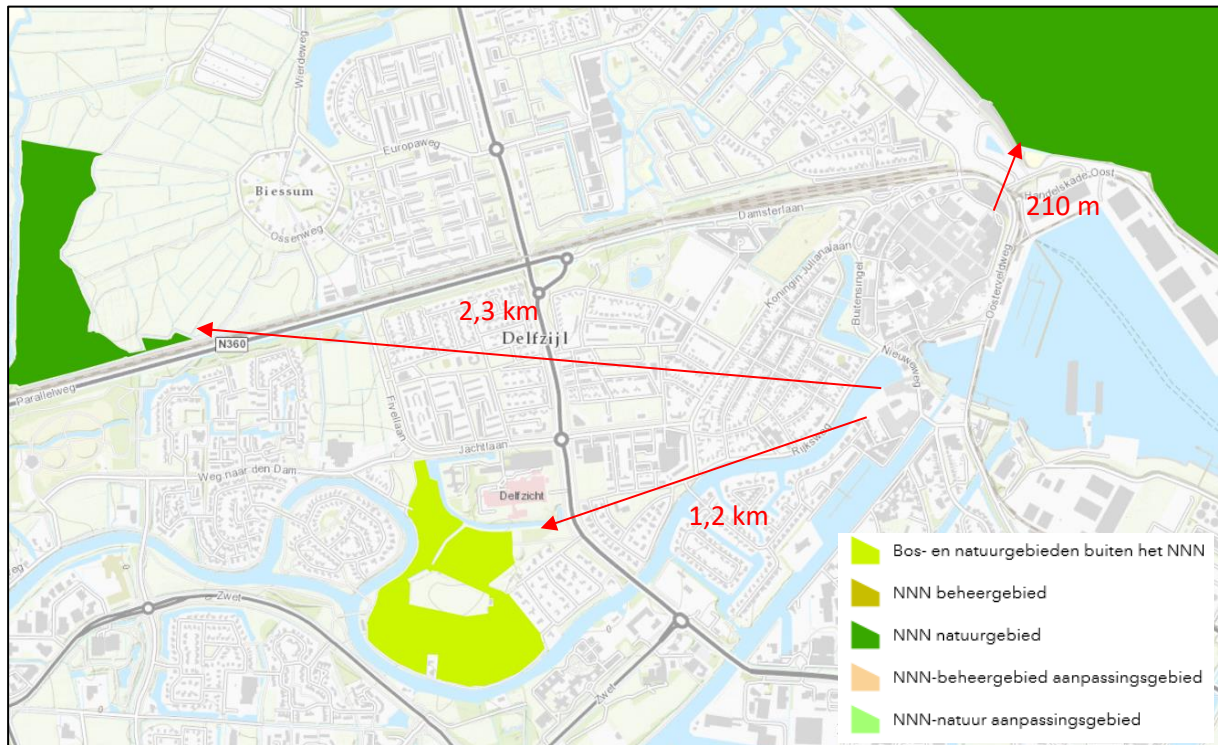 Wierdeweg
Europaweg
Biessum
Ossenweg
Damsterlaan
Handelskade Oost
210 m
Koningin Julianalaan
Buitensingel
Oosterveldweg
2,3 km
Delfzijl
N360
Nieuweweg
Parallelweg
Fivellaan
Jachtlaan
Rijksweg
Weg naar den Dam
Delfzicht
1,2 km
Zwet
Zwet
Bos- en natuurgebieden buiten het NNN
NNN beheergebied
NNN natuurgebied
NNN-beheergebied aanpassingsgebied
NNN-natuur aanpassingsgebied